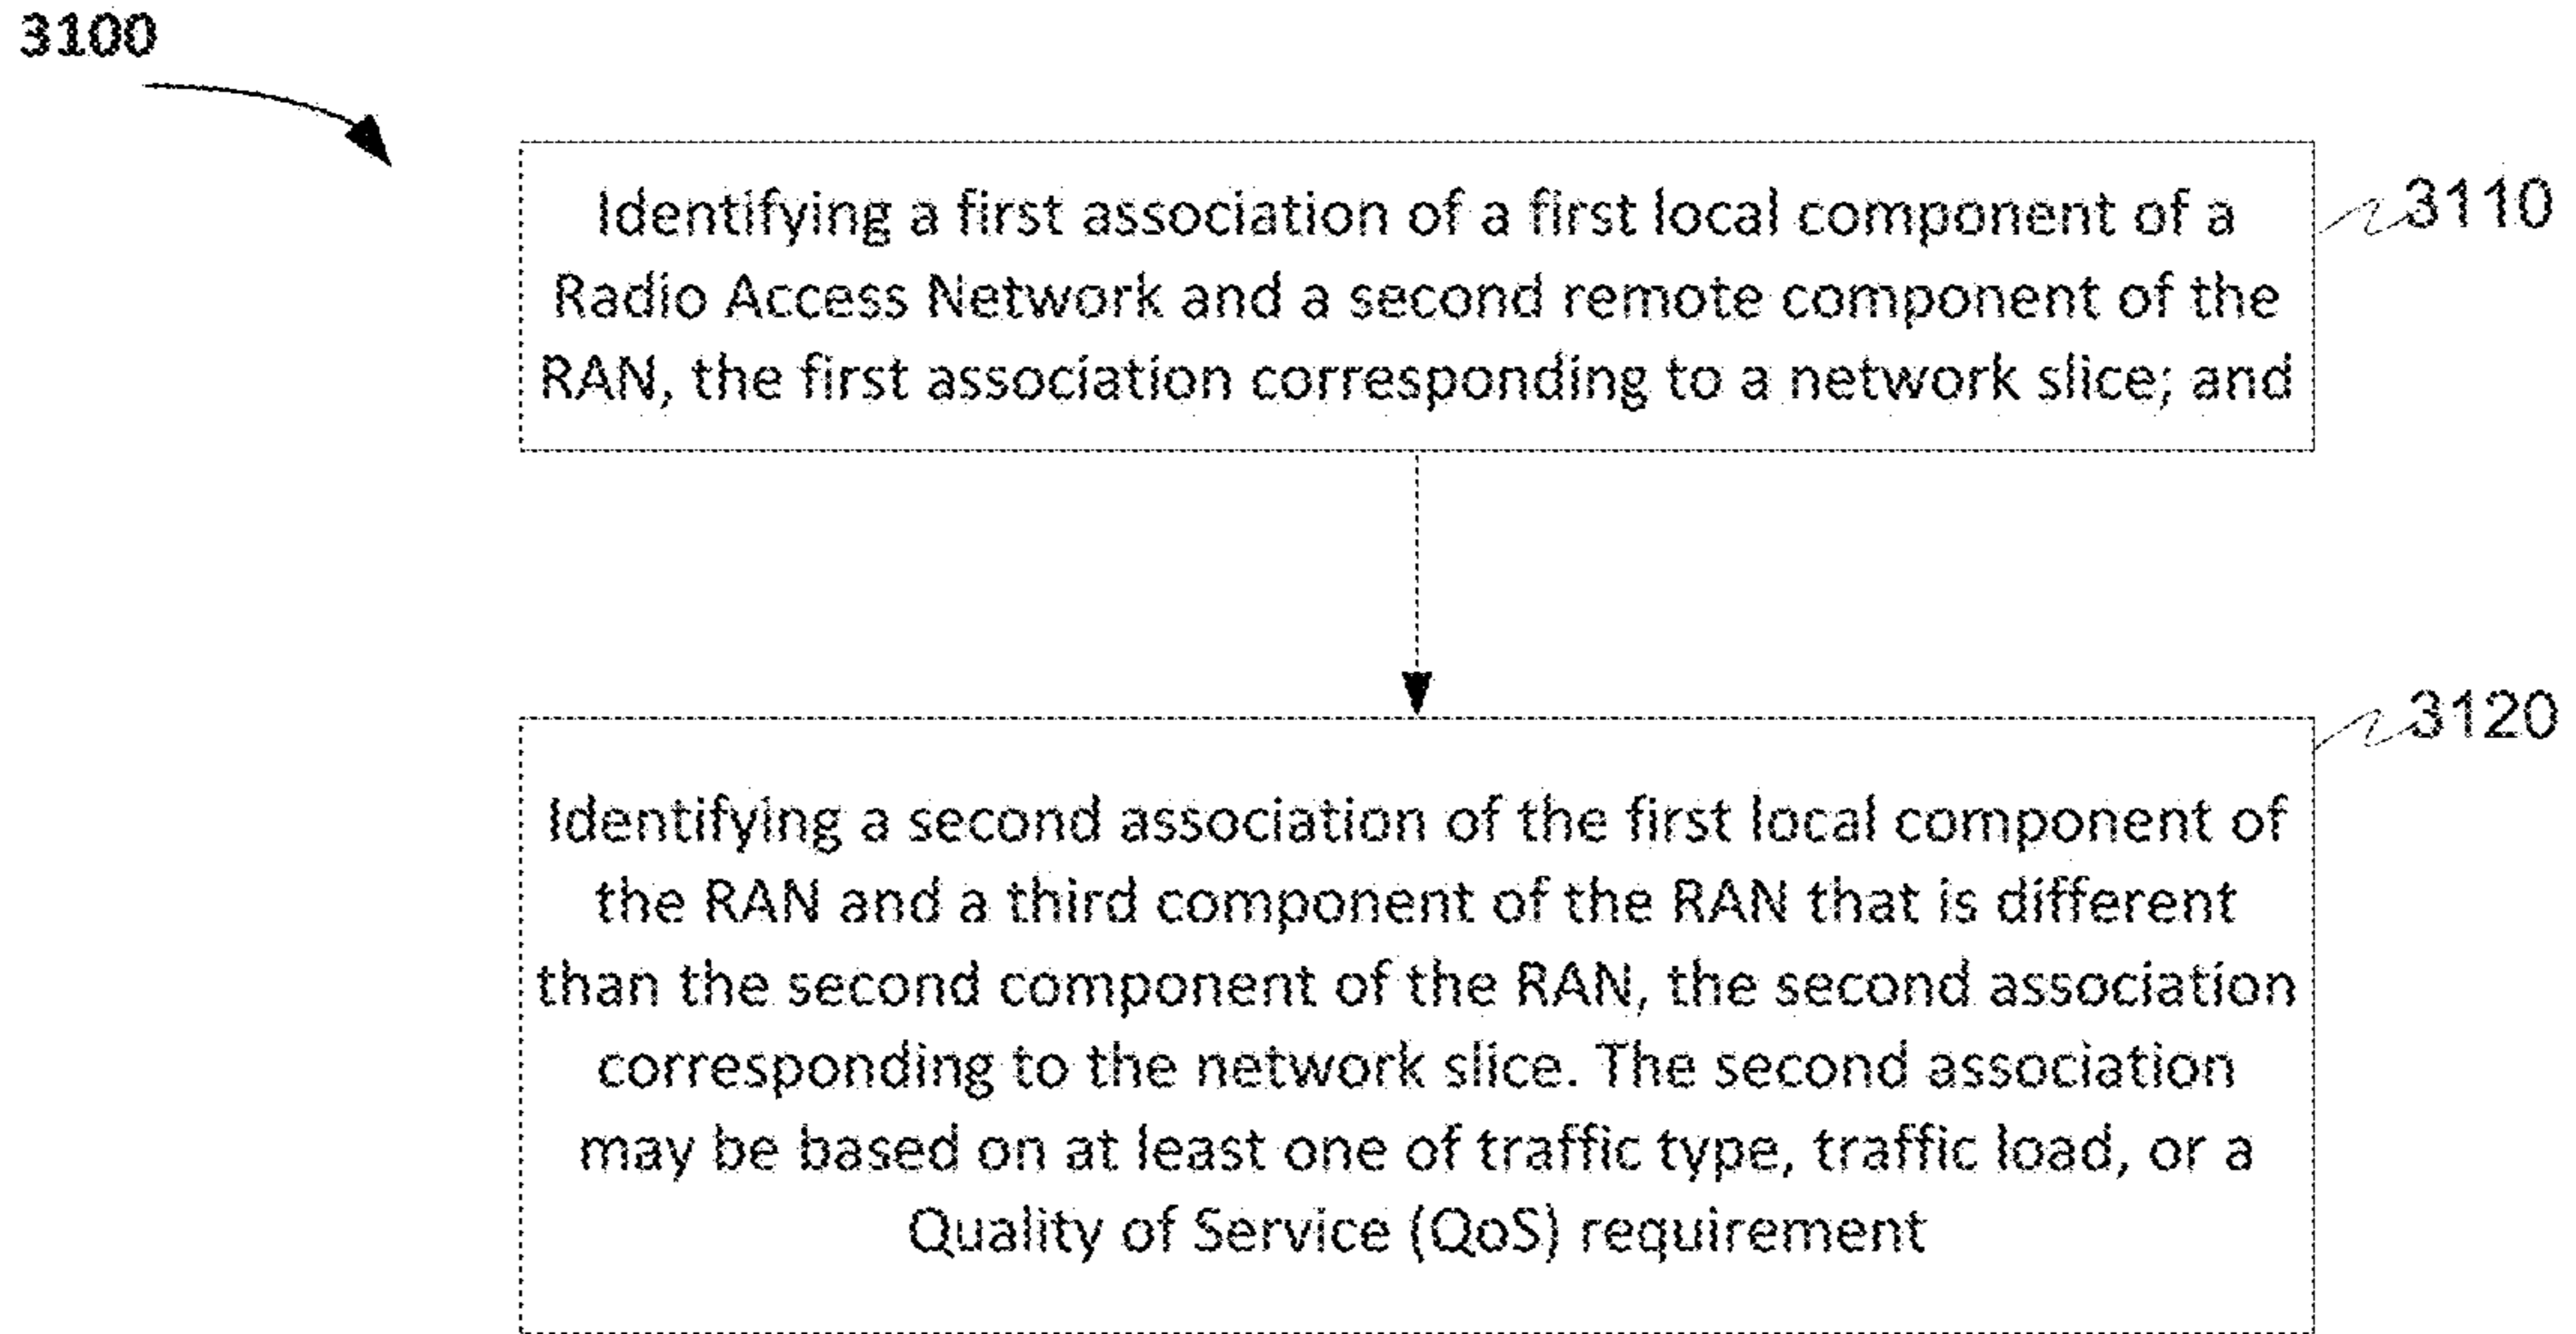 3100
Identifying a first association of a first local component of a
Radio Access Network and a second remote component of the
RAN, the first association corresponding to a network slice; and
3110
3120
Identifying a second association of the first local component of
the RAN and a third component of the RAN that is different
than the second component of the RAN, the second association
corresponding to the network slice. The second association
may be based on at least one of traffic type, traffic load, or a
Quality of Service (QoS) requirement